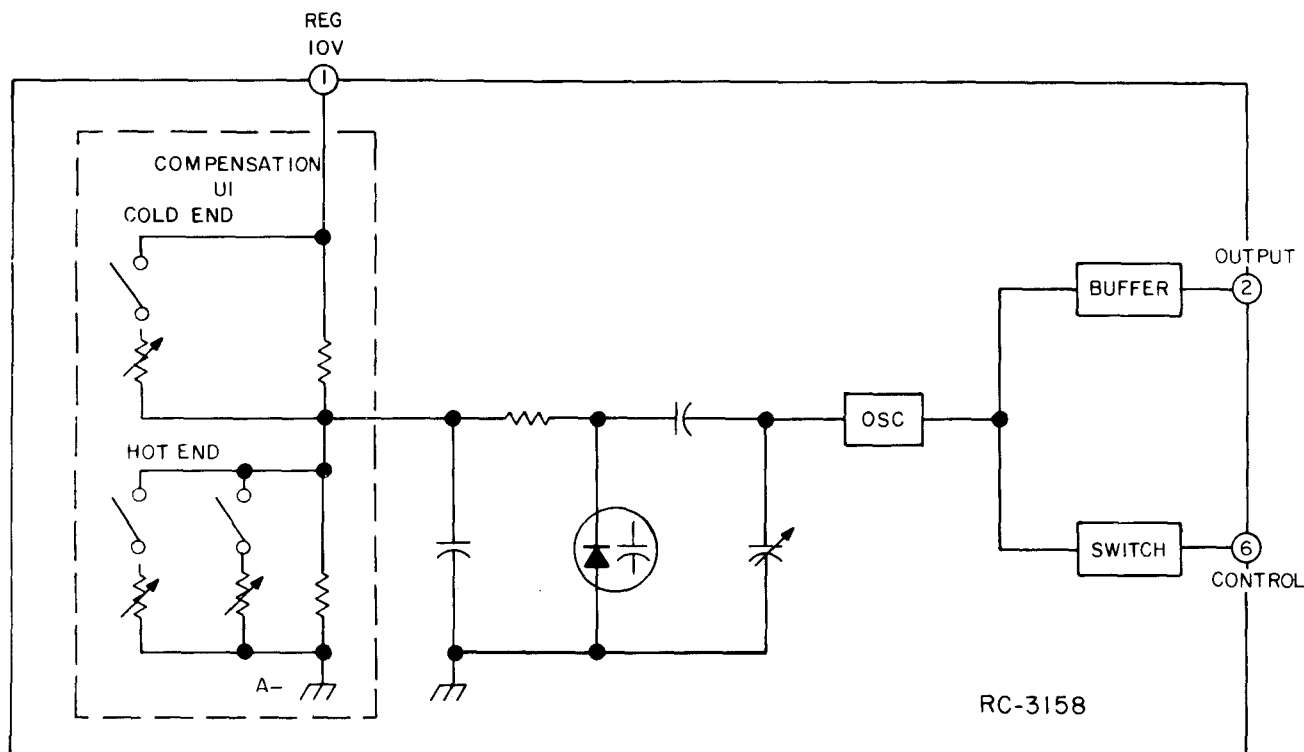 REG
10V
1
COMPENSATION
U1
COLD END
HOT END
A-
OSC
BUFFER
OUTPUT
2
SWITCH
6
CONTROL
RC-3158